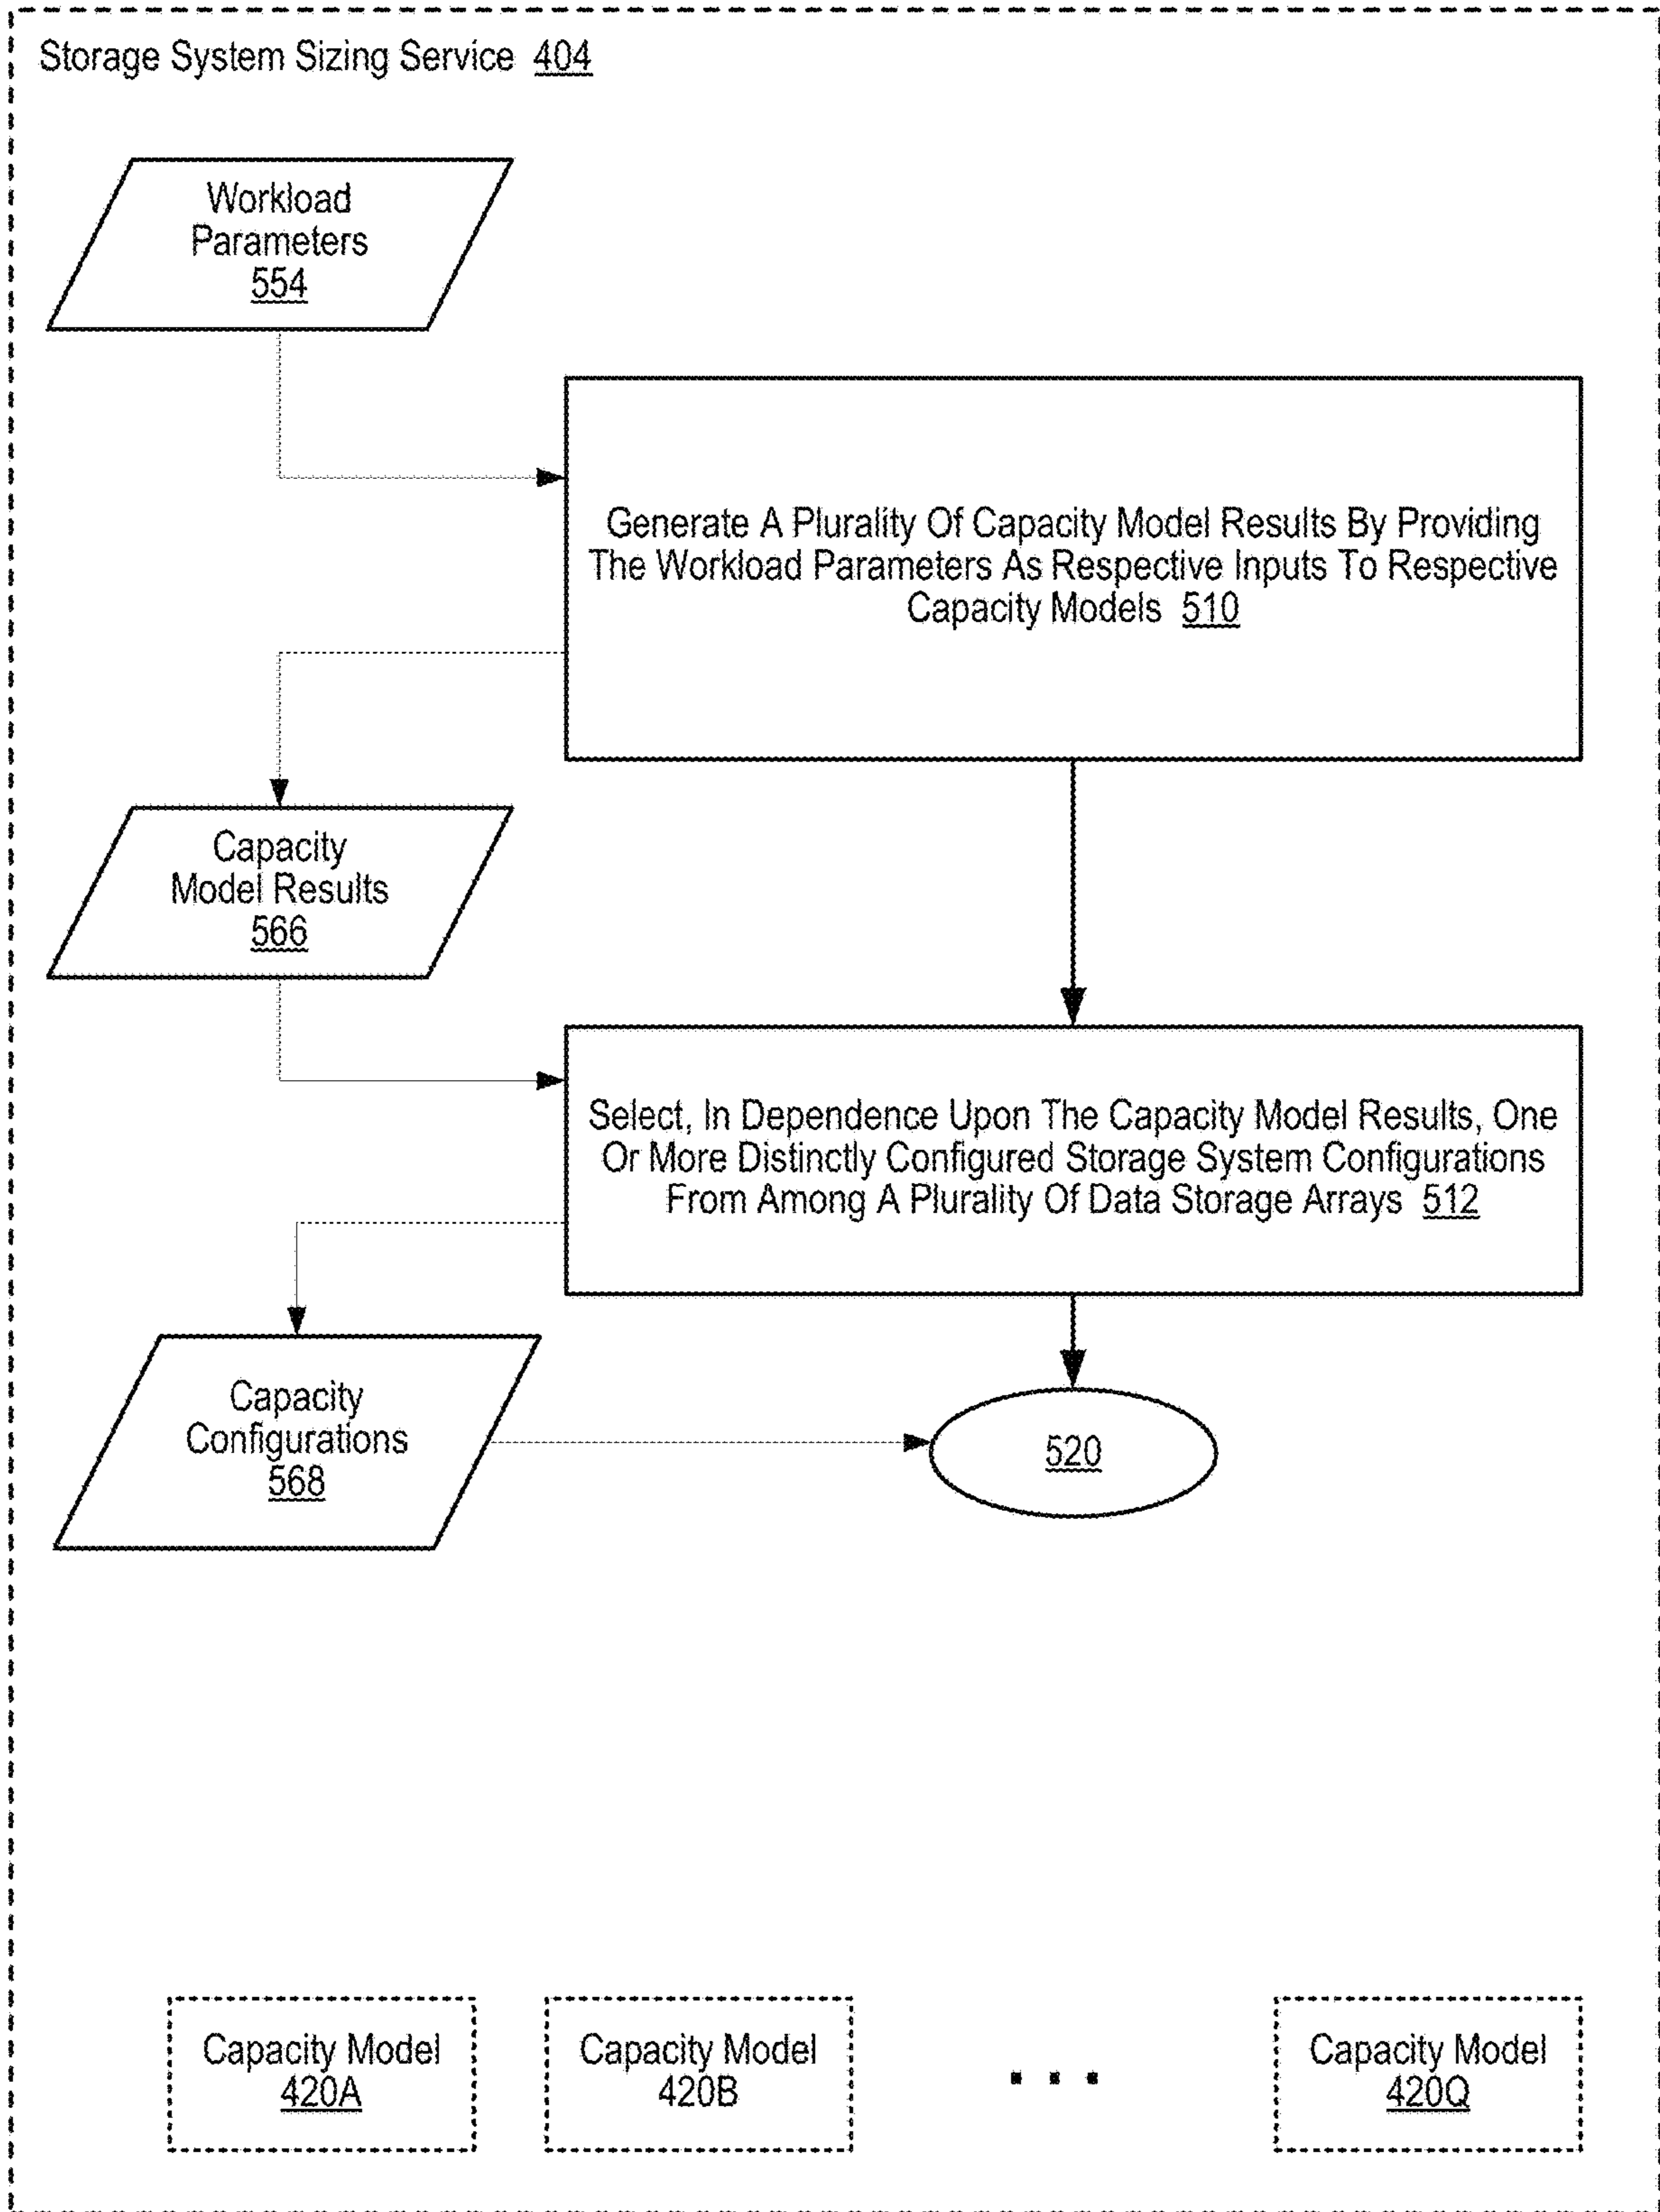 Storage System Sizing Service 404
Workload
Parameters
554
Generate A Plurality Of Capacity Model Results By Providing
The Workload Parameters As Respective Inputs To Respective
Capacity Models 510
Capacity
Model Results
566
Select, In Dependence Upon The Capacity Model Results, One
Or More Distinctly Configured Storage System Configurations
From Among A Plurality Of Data Storage Arrays 512
Capacity
Configurations
568
520
Capacity Model
420A
Capacity Model
420B
. . .
Capacity Model
420Q